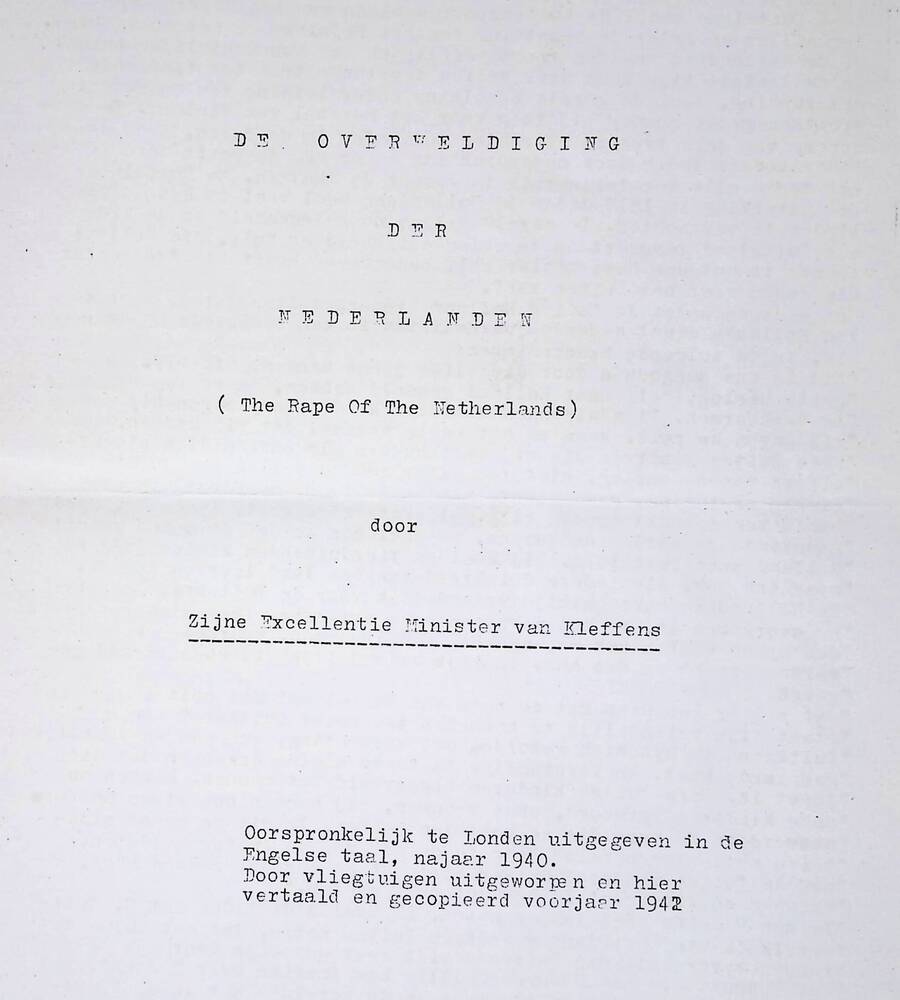 DE OVERWELDIGING
DER
NEDERLANDEN
( The Rape Of The Netherlands)
door
Zijne Excellentie Minister van Kleffens
Oorspronkelijk te Londen uitgegeven in de
Engelse taal, najaar 1940.
Door vliegtuigen uitgeworpen en hier
vertaald en gecopieerd voorjaar 1942